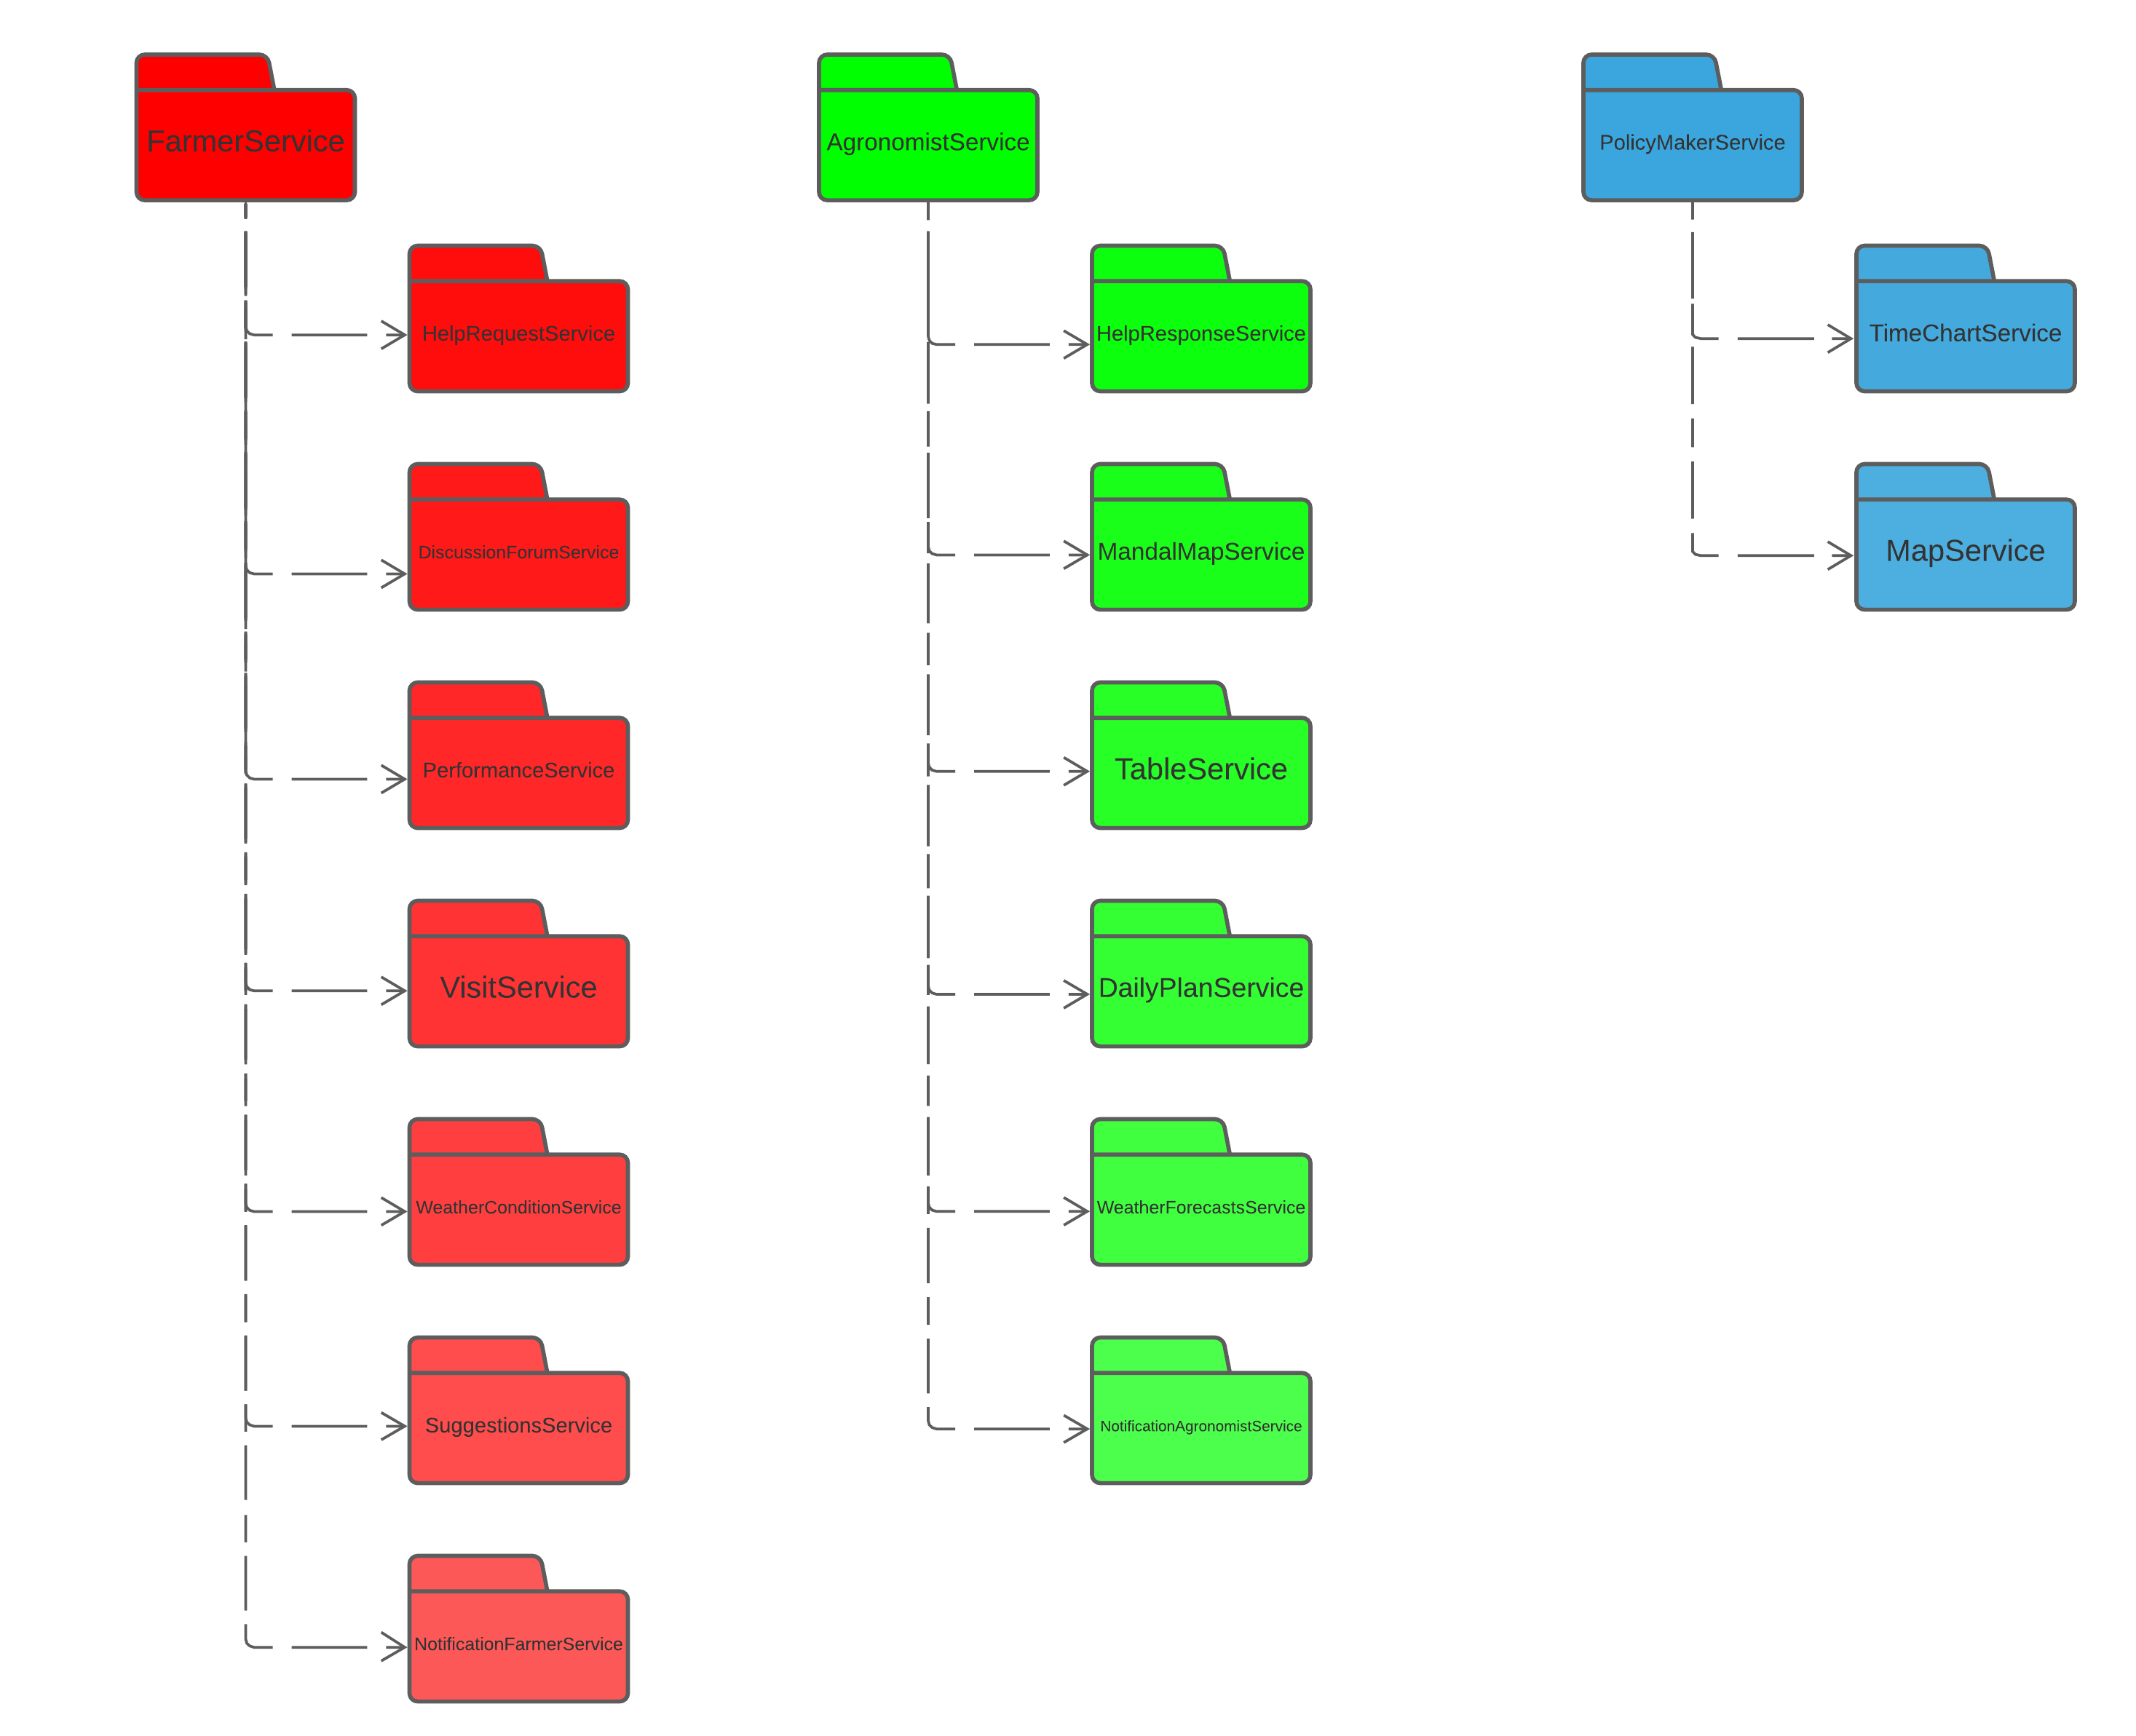 FarmerService
HelpRequestService
DiscussionForumService
PerformanceService
VisitService
WeatherConditionService
SuggestionsService
NotificationFarmerService
AgronomistService
HelpResponseService
MandalMapService
TableService
DailyPlanService
WeatherForecastsService
NotificationAgronomistService
PolicyMakerService
TimeChartService
MapService